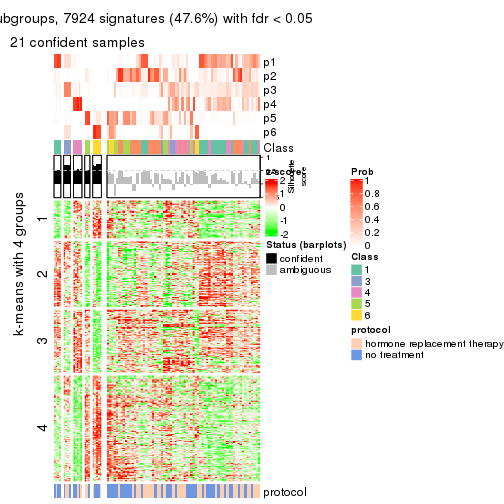 ubgroups, 7924 signatures (47.6%) with fdr < 0.05
21 confident samples
p1
p2
p3
p4
p5
p6
Class
1
Silhouette
score
z-score
2
1
0
-1
-2
Prob
1
0.8
0.6
0.4
0.2
0
Status (barplots)
confident
ambiguous
Class
1
3
4
5
6
protocol
hormone replacement therapy
no treatment
k-means with 4 groups
1
2
3
4
protocol